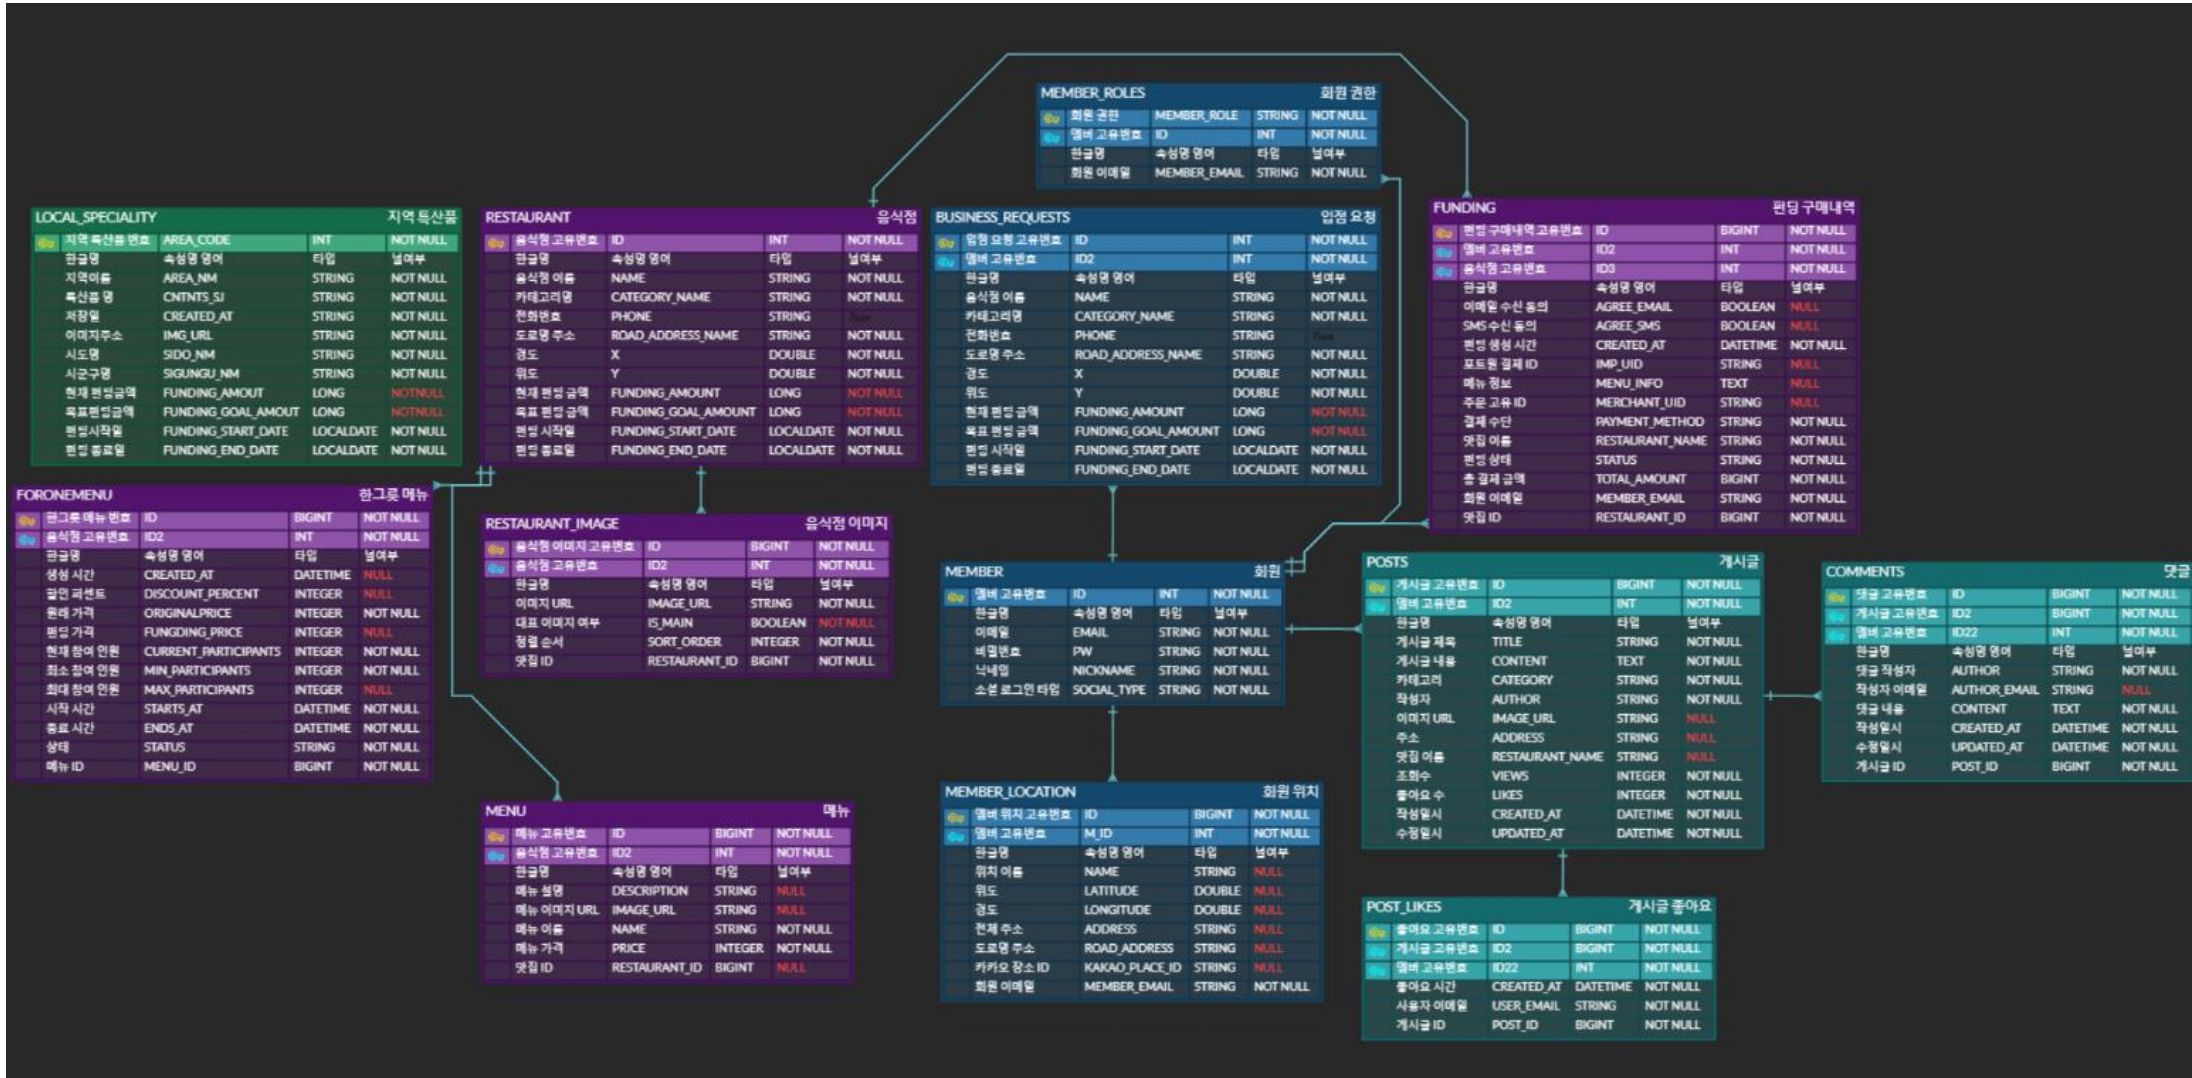 MEMBER_ROLES 회원 권한
회원 권한 MEMBER_ROLE STRING NOT NULL
멤버 고유번호 ID INT NOT NULL
한글명 속성명 영어 타입 널여부
회원 이메일 MEMBER_EMAIL STRING NOT NULL
LOCAL_SPECIALITY 지역 특산품
지역 특산품 번호 AREA_CODE INT NOT NULL
한글명 속성명 영어 타입 널여부
지역이름 AREA_NM STRING NOT NULL
특산품 명 CNTNTS_SJ STRING NOT NULL
저장일 CREATED_AT STRING NOT NULL
이미지주소 IMG_URL STRING NOT NULL
시도명 SIDO_NM STRING NOT NULL
시군구명 SIGUNGU_NM STRING NOT NULL
현재 펀딩금액 FUNDING_AMOUT LONG NOTNULL
목표펀딩금액 FUNDING_GOAL_AMOUT LONG NOTNULL
펀딩시작일 FUNDING_START_DATE LOCALDATE NOT NULL
펀딩 종료일 FUNDING_END_DATE LOCALDATE NOT NULL
RESTAURANT 음식점
음식점 고유번호 ID INT NOT NULL
한글명 속성명 영어 타입 널여부
음식점 이름 NAME STRING NOT NULL
카테고리명 CATEGORY_NAME STRING NOT NULL
전화번호 PHONE STRING
도로명 주소 ROAD_ADDRESS_NAME STRING NOT NULL
경도 X DOUBLE NOT NULL
위도 Y DOUBLE NOT NULL
현재 펀딩 금액 FUNDING_AMOUNT LONG NOT NULL
목표 펀딩 금액 FUNDING_GOAL_AMOUNT LONG NOT NULL
펀딩 시작일 FUNDING_START_DATE LOCALDATE NOT NULL
펀딩 종료일 FUNDING_END_DATE LOCALDATE NOT NULL
BUSINESS_REQUESTS 입점 요청
입점 요청 고유번호 ID INT NOT NULL
멤버 고유번호 ID2 INT NOT NULL
한글명 속성명 영어 타입 널여부
음식점 이름 NAME STRING NOT NULL
카테고리명 CATEGORY_NAME STRING NOT NULL
전화번호 PHONE STRING
도로명 주소 ROAD_ADDRESS_NAME STRING NOT NULL
경도 X DOUBLE NOT NULL
위도 Y DOUBLE NOT NULL
현재 펀딩 금액 FUNDING_AMOUNT LONG NOT NULL
목표 펀딩 금액 FUNDING_GOAL_AMOUNT LONG NOT NULL
펀딩 시작일 FUNDING_START_DATE LOCALDATE NOT NULL
펀딩 종료일 FUNDING_END_DATE LOCALDATE NOT NULL
FUNDING 펀딩 구매내역
펀딩 구매내역 고유번호 ID BIGINT NOT NULL
멤버 고유번호 ID2 INT NOT NULL
음식점 고유번호 ID3 INT NOT NULL
한글명 속성명 영어 타입 널여부
이메일 수신 동의 AGREE_EMAIL BOOLEAN NULL
SMS 수신 동의 AGREE_SMS BOOLEAN NULL
펀딩 생성 시간 CREATED_AT DATETIME NOT NULL
포트원 결제 ID IMP_UID STRING NULL
메뉴 정보 MENU_INFO TEXT NULL
주문 고유 ID MERCHANT_UID STRING NULL
결제 수단 PAYMENT_METHOD STRING NOT NULL
맛집 이름 RESTAURANT_NAME STRING NOT NULL
펀딩 상태 STATUS STRING NOT NULL
총 결제 금액 TOTAL_AMOUNT BIGINT NOT NULL
회원 이메일 MEMBER_EMAIL STRING NOT NULL
맛집 ID RESTAURANT_ID BIGINT NOT NULL
FORONEMENU 한그릇 메뉴
한그릇 메뉴 번호 ID BIGINT NOT NULL
음식점 고유번호 ID2 INT NOT NULL
한글명 속성명 영어 타입 널여부
생성 시간 CREATED_AT DATETIME NULL
할인 퍼센트 DISCOUNT_PERCENT INTEGER NULL
원래 가격 ORIGINALPRICE INTEGER NOT NULL
펀딩 가격 FUNGDING_PRICE INTEGER NULL
현재 참여 인원 CURRENT_PARTICIPANTS INTEGER NOT NULL
최소 참여 인원 MIN_PARTICIPANTS INTEGER NOT NULL
최대 참여 인원 MAX_PARTICIPANTS INTEGER NULL
시작 시간 STARTS_AT DATETIME NOT NULL
종료 시간 ENDS_AT DATETIME NOT NULL
상태 STATUS STRING NOT NULL
메뉴 ID MENU_ID BIGINT NOT NULL
RESTAURANT_IMAGE 음식점 이미지
음식점 이미지 고유번호 ID BIGINT NOT NULL
음식점 고유번호 ID2 INT NOT NULL
한글명 속성명 영어 타입 널여부
이미지 URL IMAGE_URL STRING NOT NULL
대표 이미지 여부 IS_MAIN BOOLEAN NOT NULL
정렬 순서 SORT_ORDER INTEGER NOT NULL
맛집 ID RESTAURANT_ID BIGINT NOT NULL
MEMBER 회원
멤버 고유번호 ID INT NOT NULL
한글명 속성명 영어 타입 널여부
이메일 EMAIL STRING NOT NULL
비밀번호 PW STRING NOT NULL
닉네임 NICKNAME STRING NOT NULL
소셜 로그인 타입 SOCIAL_TYPE STRING NOT NULL
POSTS 게시글
게시글 고유번호 ID BIGINT NOT NULL
멤버 고유번호 ID2 INT NOT NULL
한글명 속성명 영어 타입 널여부
게시글 제목 TITLE STRING NOT NULL
게시글 내용 CONTENT TEXT NOT NULL
카테고리 CATEGORY STRING NOT NULL
작성자 AUTHOR STRING NOT NULL
이미지 URL IMAGE_URL STRING NULL
주소 ADDRESS STRING NULL
맛집 이름 RESTAURANT_NAME STRING NULL
조회수 VIEWS INTEGER NOT NULL
좋아요 수 LIKES INTEGER NOT NULL
작성일시 CREATED_AT DATETIME NOT NULL
수정일시 UPDATED_AT DATETIME NOT NULL
COMMENTS 댓글
댓글 고유번호 ID BIGINT NOT NULL
게시글 고유번호 ID2 BIGINT NOT NULL
멤버 고유번호 ID22 INT NOT NULL
한글명 속성명 영어 타입 널여부
댓글 작성자 AUTHOR STRING NOT NULL
작성자 이메일 AUTHOR_EMAIL STRING NULL
댓글 내용 CONTENT TEXT NOT NULL
작성일시 CREATED_AT DATETIME NOT NULL
수정일시 UPDATED_AT DATETIME NOT NULL
게시글 ID POST_ID BIGINT NOT NULL
MENU 메뉴
메뉴 고유번호 ID BIGINT NOT NULL
음식점 고유번호 ID2 INT NOT NULL
한글명 속성명 영어 타입 널여부
메뉴 설명 DESCRIPTION STRING NULL
메뉴 이미지 URL IMAGE_URL STRING NULL
메뉴 이름 NAME STRING NOT NULL
메뉴 가격 PRICE INTEGER NOT NULL
맛집 ID RESTAURANT_ID BIGINT NULL
MEMBER_LOCATION 회원 위치
멤버 위치 고유번호 ID BIGINT NOT NULL
멤버 고유번호 M_ID INT NOT NULL
한글명 속성명 영어 타입 널여부
위치 이름 NAME STRING NULL
위도 LATITUDE DOUBLE NULL
경도 LONGITUDE DOUBLE NULL
전체 주소 ADDRESS STRING NULL
도로명 주소 ROAD_ADDRESS STRING NULL
카카오 장소 ID KAKAO_PLACE_ID STRING NULL
회원 이메일 MEMBER_EMAIL STRING NOT NULL
POST_LIKES 게시글 좋아요
좋아요 고유번호 ID BIGINT NOT NULL
게시글 고유번호 ID2 BIGINT NOT NULL
멤버 고유번호 ID22 INT NOT NULL
좋아요 시간 CREATED_AT DATETIME NOT NULL
사용자 이메일 USER_EMAIL STRING NOT NULL
게시글 ID POST_ID BIGINT NOT NULL